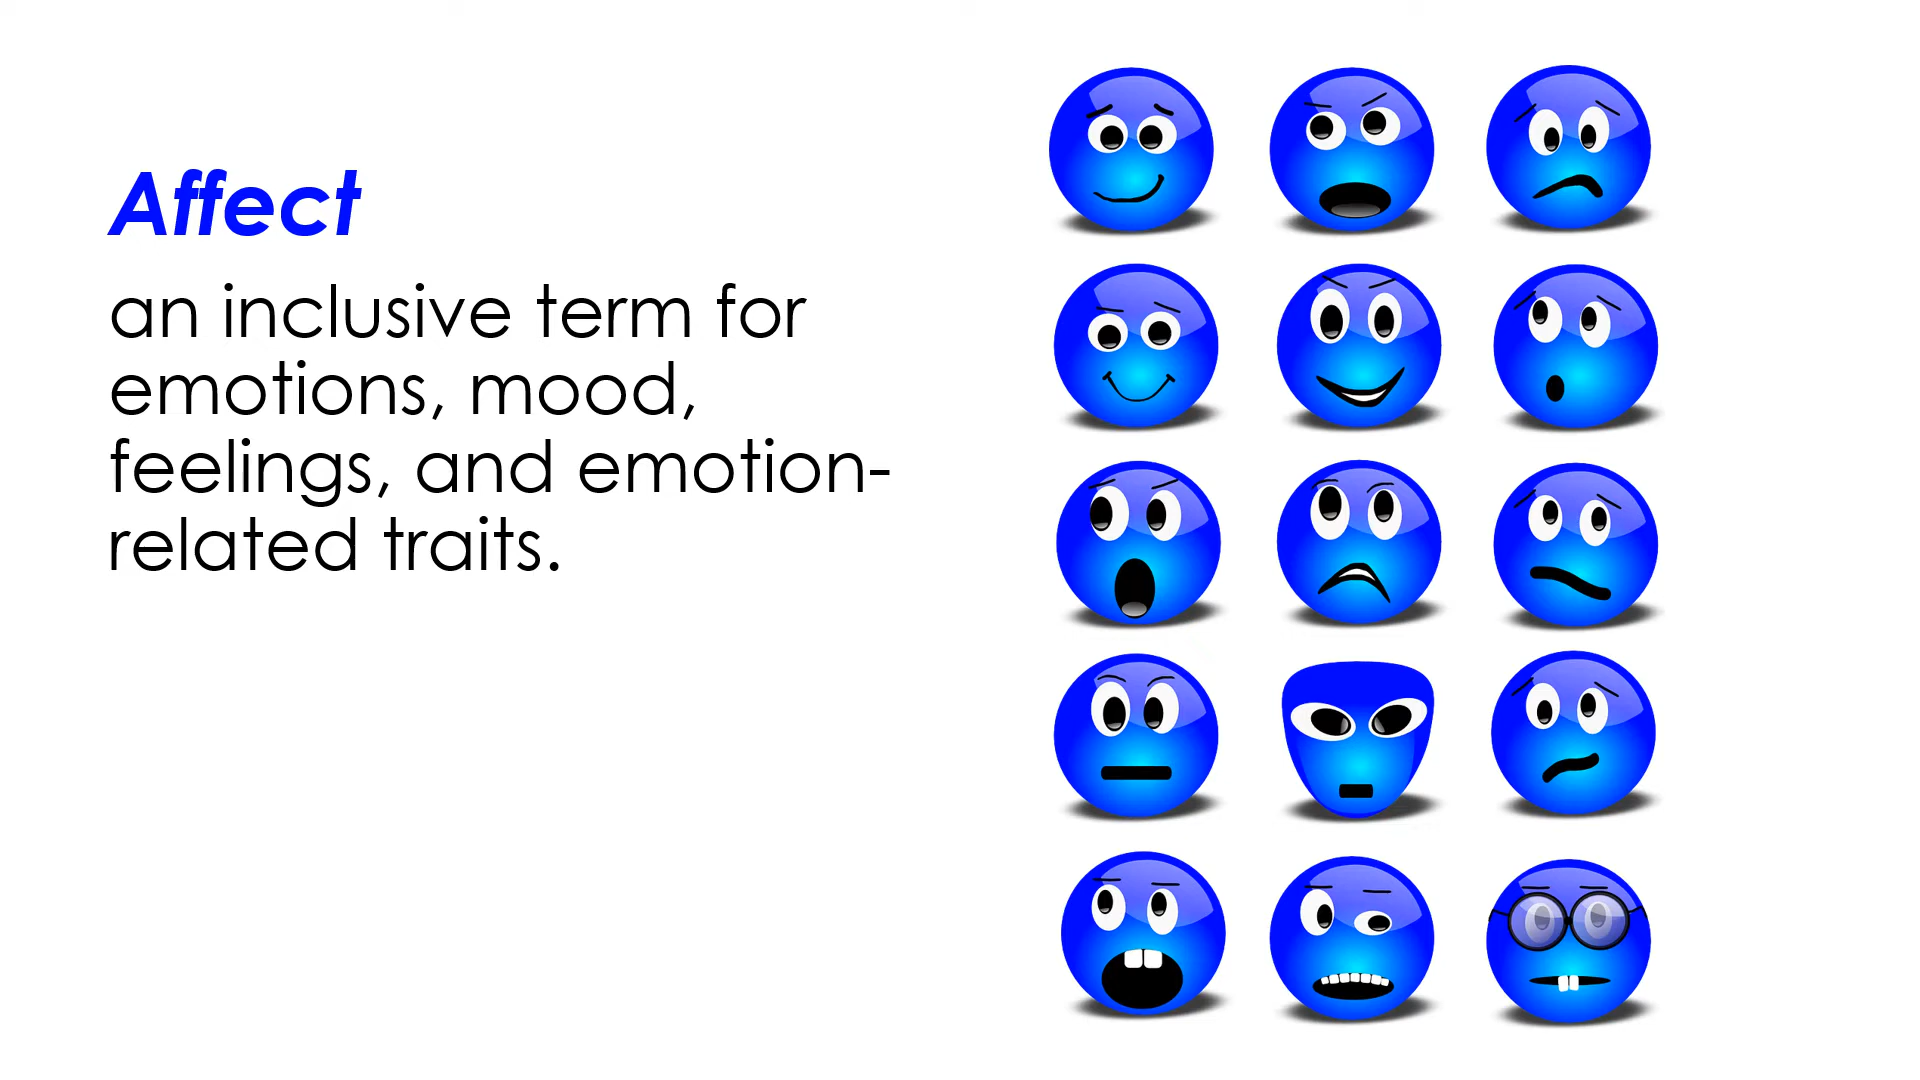 Affect
an inclusive term for
emotions, mood,
feelings, and emotion-
related traits.